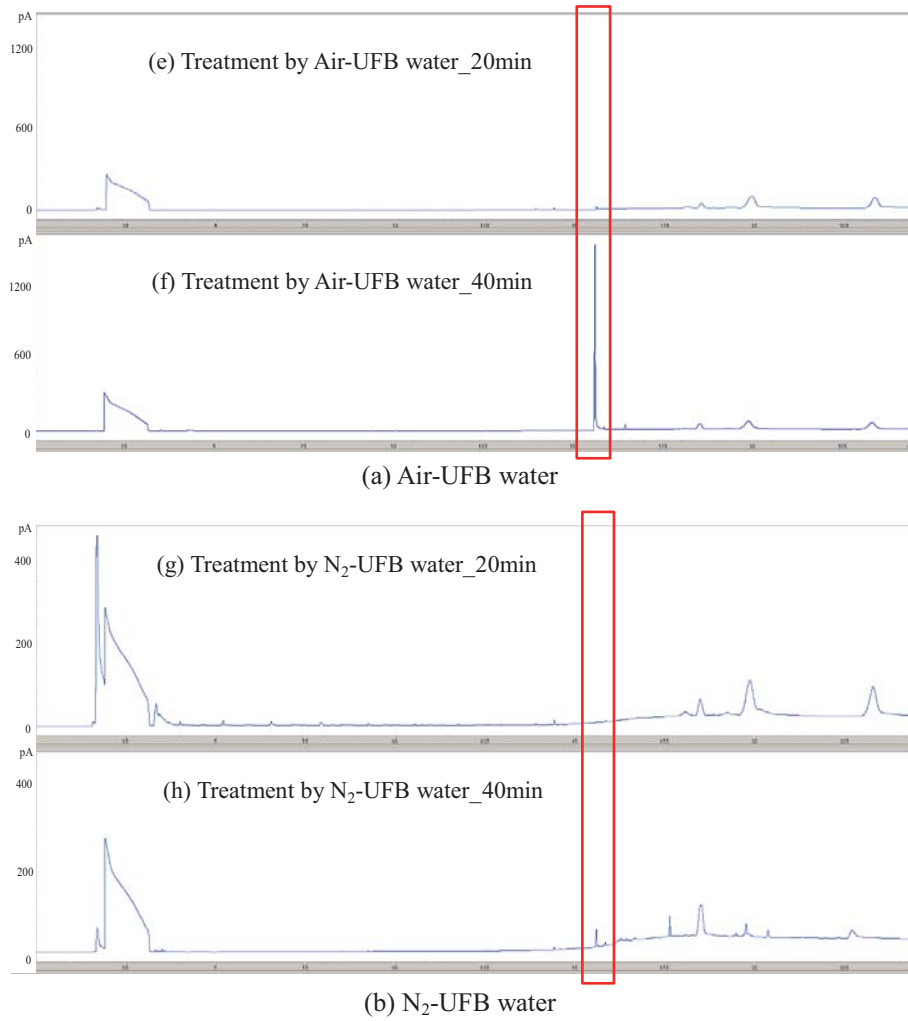 pA
1200
(e) Treatment by Air-UFB water_20min
600
0
pA
(f) Treatment by Air-UFB water_40min
1200
600
0
(a) Air-UFB water
pA
400
(g) Treatment by N₂-UFB water_20min
200
0
pA
(h) Treatment by N₂-UFB water_40min
400
200
0
(b) N₂-UFB water